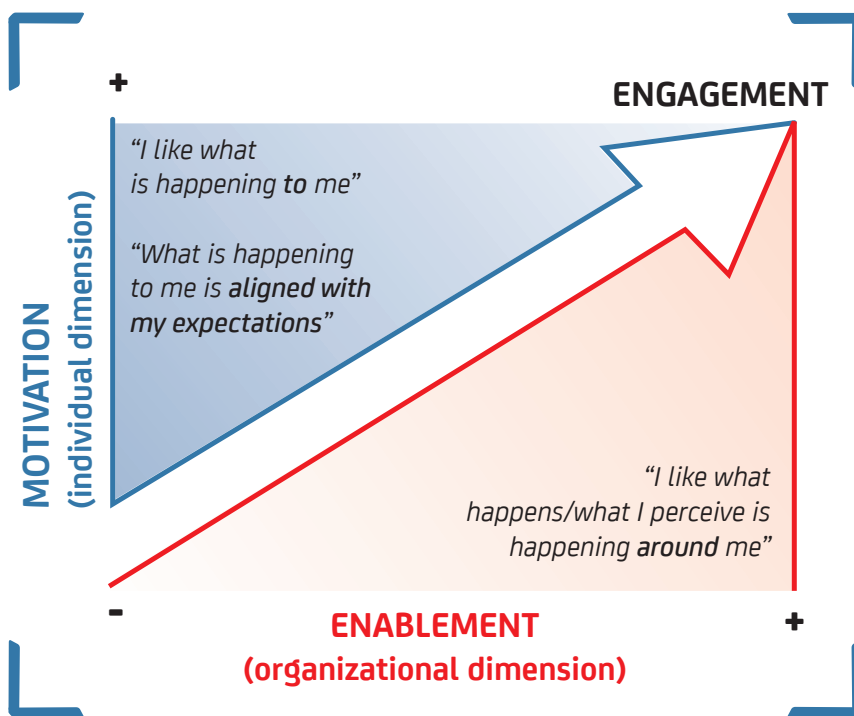 +
ENGAGEMENT
“I like what
is happening to me”
“What is happening
to me is aligned with
my expectations”
MOTIVATION
(individual dimension)
“I like what
happens/what I perceive is
happening around me”
-
+
ENABLEMENT
(organizational dimension)